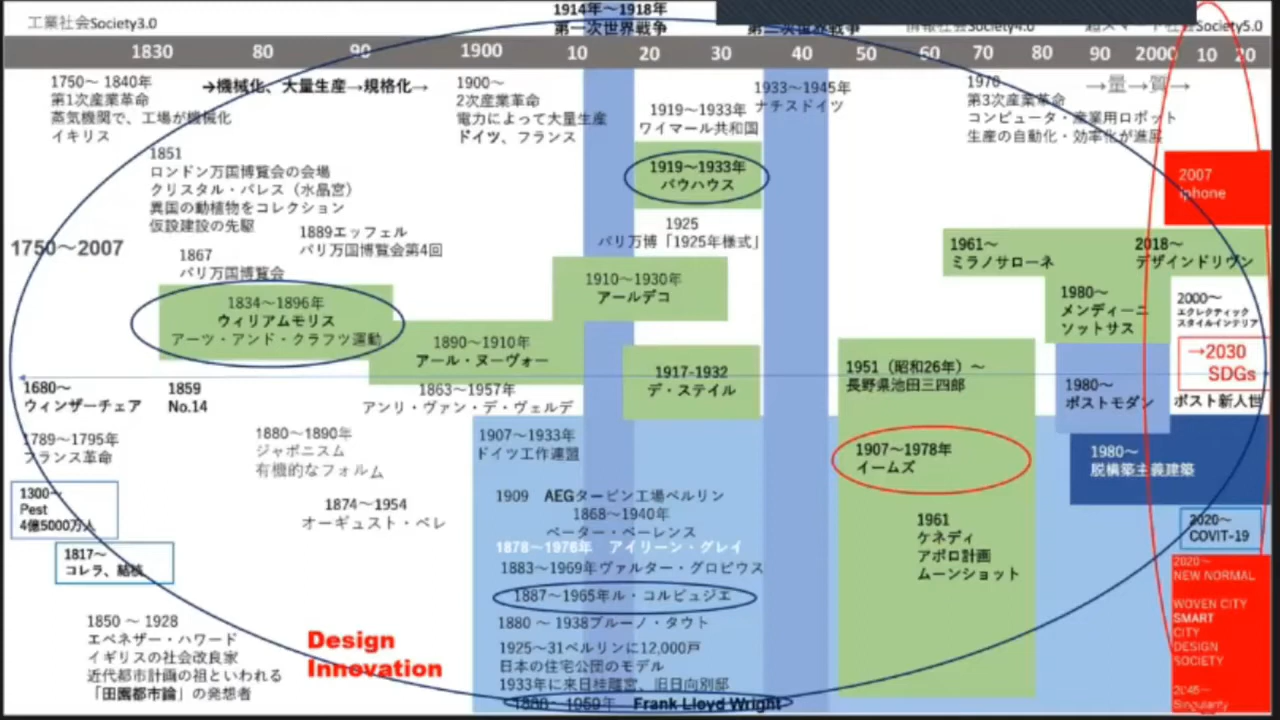 工業社会Society3.0
1914年～1918年
第一次世界戦争
第二次世界戦争
情報社会Society4.0
超スマート社会Society5.0
1830 80 90 1900 10 20 30 40 50 60 70 80 90 2000 10 20
1750～ 1840年
第1次産業革命
蒸気機関で、工場が機械化
イギリス
→機械化、大量生産→規格化→
1900～
2次産業革命
電力によって大量生産
ドイツ、フランス
1919～1933年
ワイマール共和国
1933～1945年
ナチスドイツ
1970
第3次産業革命
コンピュータ・産業用ロボット
生産の自動化・効率化が進展
→量→質→
1851
ロンドン万国博覧会の会場
クリスタル・パレス（水晶宮）
異国の動植物をコレクション
仮設建設の先駆
1919～1933年
バウハウス
2007
iphone
1889エッフェル
パリ万国博覧会第4回
1925
パリ万博「1925年様式」
1750～2007
1867
パリ万国博覧会
1961～
ミラノサローネ
2018～
デザインドリヴン
1834～1896年
ウィリアムモリス
アーツ・アンド・クラフツ運動
1910～1930年
アールデコ
1980～
メンディーニ
ソットサス
2000～
エクレクティック
スタイルインテリア
1890～1910年
アール・ヌーヴォー
1917-1932
デ・ステイル
1951（昭和26年）～
長野県池田三四郎
→2030
SDGs
1680～
ウィンザーチェア
1859
No.14
1863～1957年
アンリ・ヴァン・デ・ヴェルデ
1980～
ポストモダン
ポスト新人世
1789～1795年
フランス革命
1880～1890年
ジャポニスム
有機的なフォルム
1907～1933年
ドイツ工作連盟
1907～1978年
イームズ
1980～
脱構築主義建築
1300～
Pest
4億5000万人
1874～1954
オーギュスト・ペレ
1909 AEGタービン工場ベルリン
1868～1940年
ペーター・ベーレンス
1878～1976年 アイリーン・グレイ
1883～1969年ヴァルター・グロピウス
1887～1965年ル・コルビュジエ
1880 ～ 1938ブルーノ・タウト
1925～31ベルリンに12,000戸
日本の住宅公団のモデル
1933年に来日桂離宮、旧日向別邸
Frank Lloyd Wright
1961
ケネディ
アポロ計画
ムーンショット
2020～
COVIT-19
1817～
コレラ、結核
2020～
NEW NORMAL
WOVEN CITY
SMART
CITY
DESIGN
SOCIETY
Singularity
1850 ～ 1928
エベネザー・ハワード
イギリスの社会改良家
近代都市計画の祖といわれる
「田園都市論」の発想者
Design
Innovation